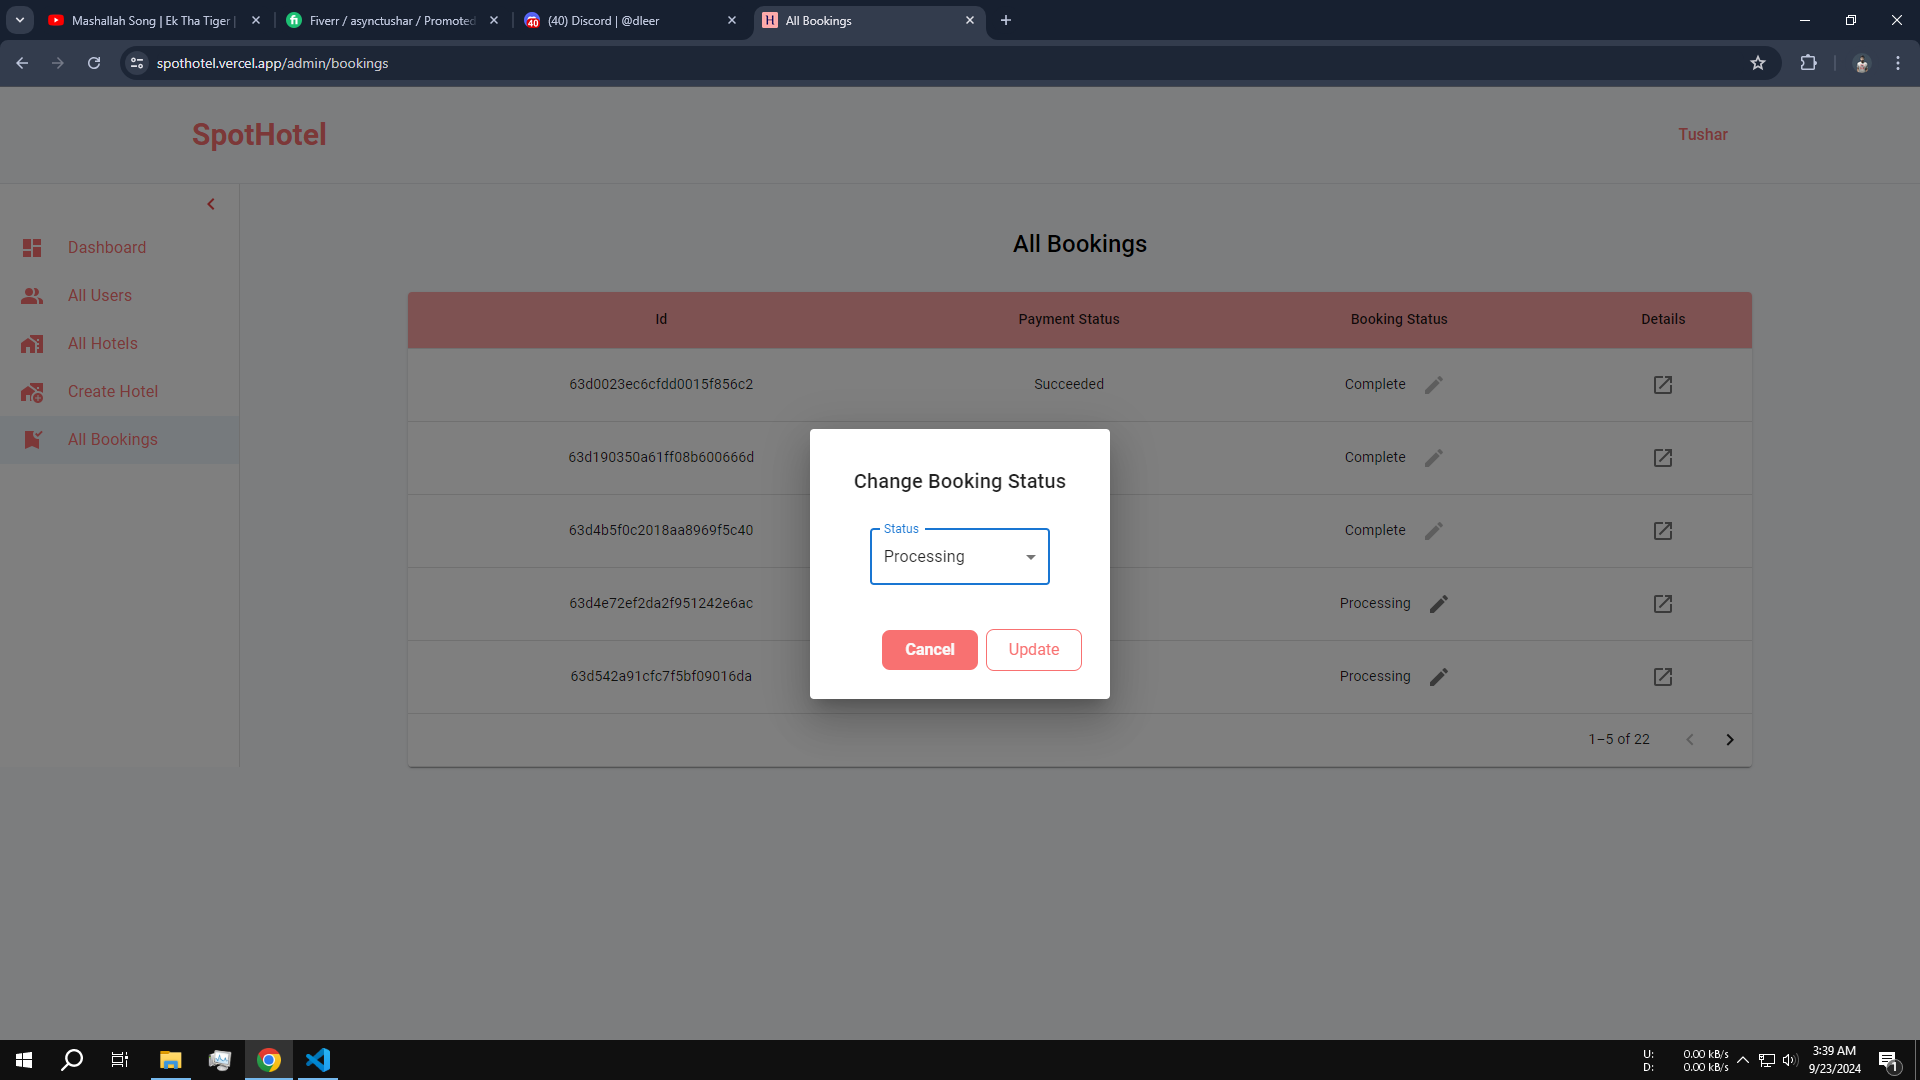 Mashallah Song | Ek Tha Tiger |
Fiverr / asynctushar / Promoted
(40) Discord | @dleer
All Bookings
spothotel.vercel.app/admin/bookings
SpotHotel
Tushar
Dashboard
All Users
All Hotels
Create Hotel
All Bookings
All Bookings
Id Payment Status Booking Status Details
63d0023ec6cfdd0015f856c2 Succeeded Complete
63d190350a61ff08b600666d Complete
63d4b5f0c2018aa8969f5c40 Complete
63d4e72ef2da2f951242e6ac Processing
63d542a91cfc7f5bf09016da Processing
1–5 of 22
Change Booking Status
Status
Processing
Cancel Update
U: 0.00 kB/s
D: 0.00 kB/s
3:39 AM
9/23/2024
1